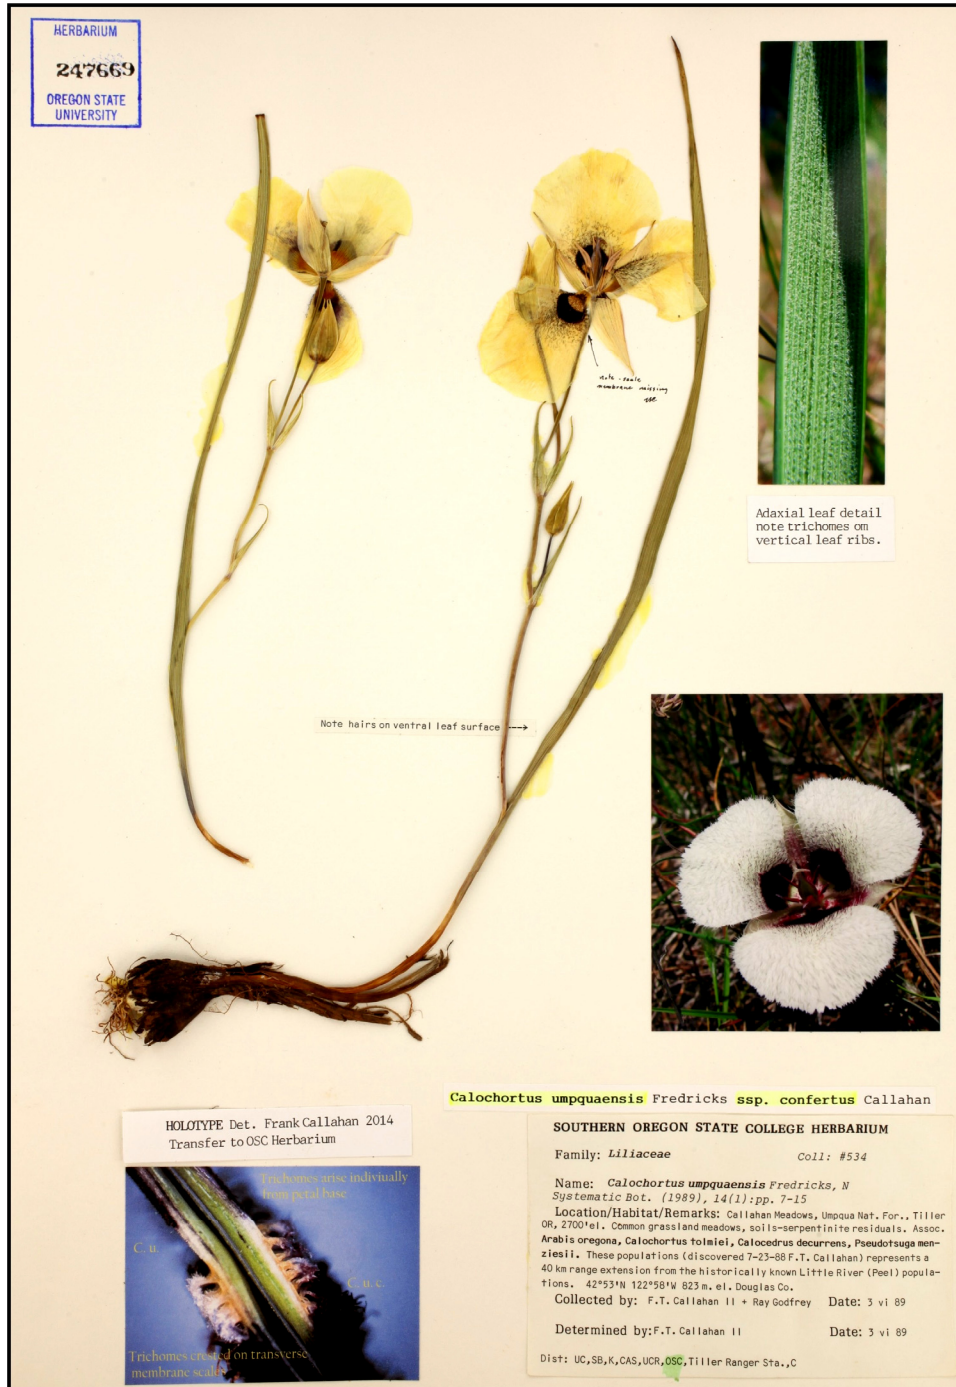 HERBARIUM
247669
OREGON STATE
UNIVERSITY
note - scale
membrane missing
Adaxial leaf detail
note trichomes om
vertical leaf ribs.
Note hairs on ventral leaf surface
Calochortus umpquaensis Fredricks ssp. confertus Callahan
HOLOTYPE Det. Frank Callahan 2014
Transfer to OSC Herbarium
Trichomes arise indiviually
from petal base
C. u.
C. u. c.
Trichomes crested on transverse
membrane scale
SOUTHERN OREGON STATE COLLEGE HERBARIUM
Family: Liliaceae Coll: #534
Name: Calochortus umpquaensis Fredricks, N
Systematic Bot. (1989), 14(1):pp. 7-15
Location/Habitat/Remarks: Callahan Meadows, Umpqua Nat. For., Tiller
OR, 2700'el. Common grassland meadows, soils-serpentinite residuals. Assoc.
Arabis oregona, Calochortus tolmiei, Calocedrus decurrens, Pseudotsuga men-
ziesii. These populations (discovered 7-23-88 F.T. Callahan) represents a
40 km range extension from the historically known Little River (Peel) popula-
tions. 42°53'N 122°58'W 823 m. el. Douglas Co.
Collected by: F.T. Callahan II + Ray Godfrey Date: 3 vi 89
Determined by: F.T. Callahan II Date: 3 vi 89
Dist: UC,SB,K,CAS,UCR,OSC,Tiller Ranger Sta.,C